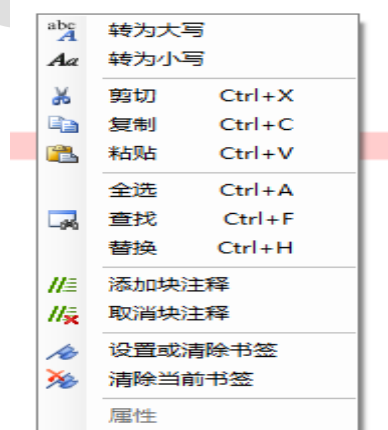 转为大写
转为小写
剪切 Ctrl+X
复制 Ctrl+C
粘贴 Ctrl+V
全选 Ctrl+A
查找 Ctrl+F
替换 Ctrl+H
添加块注释
取消块注释
设置或清除书签
清除当前书签
属性